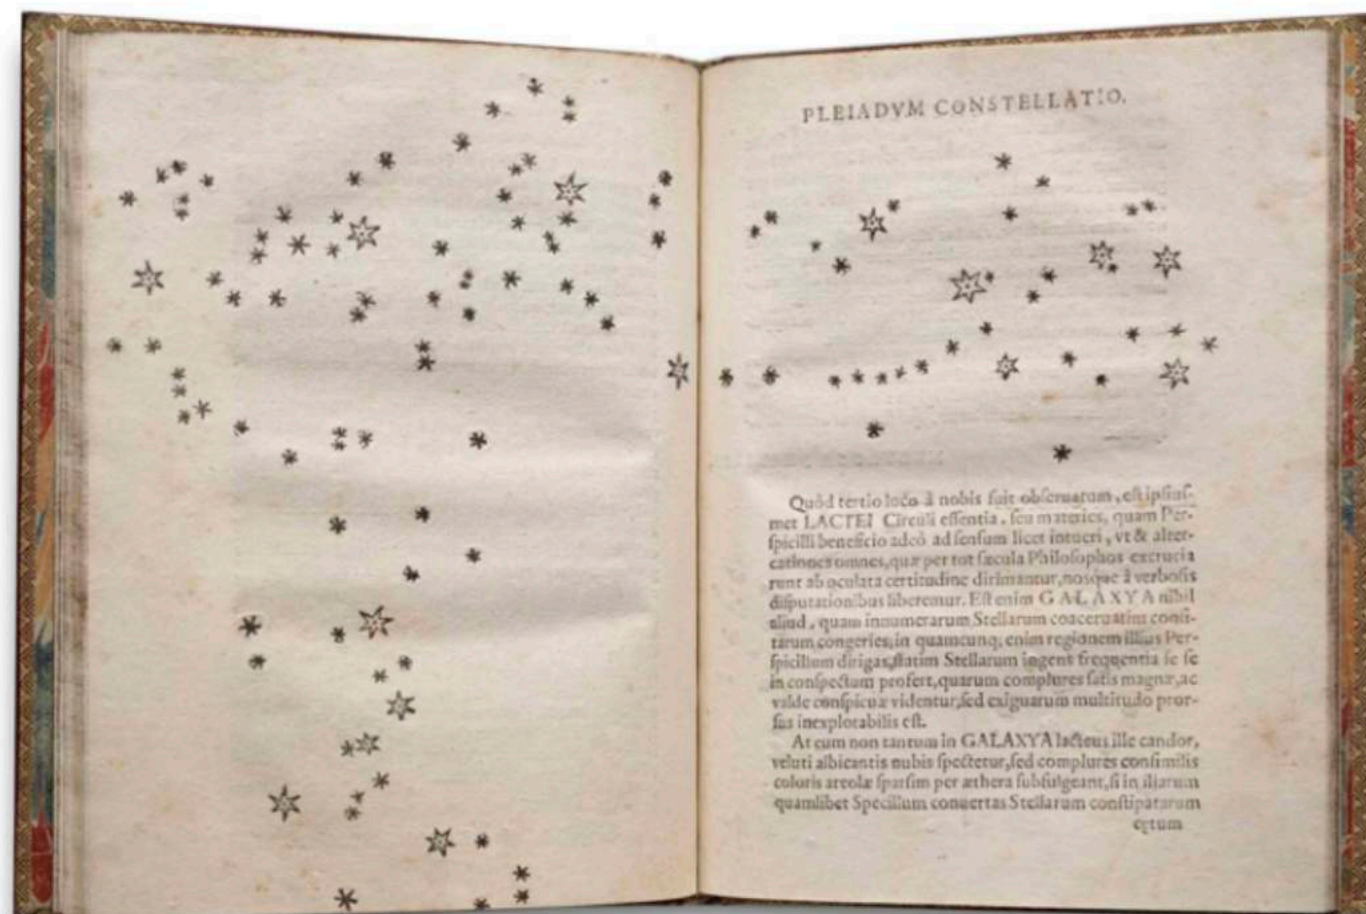 PLEIADVM CONSTELLATIO.
Quòd tertio loco à nobis fuit obſeruatum, eſt ipſiuſ-
met LACTEI Circuli eſſentia, ſeu materies, quam Per-
ſpicilli beneficio adeò ad ſenſum licet intueri, vt & alter-
cationes omnes, quæ per tot ſæcula Philoſophos excrucia
runt ab oculata certitudine dirimantur, nosque à verboſis
diſputationibus liberemur. Eſt enim GALAXYA nihil
aliud, quam innumerarum Stellarum coaceruatim conſi-
tarum congeries; in quamcunq; enim regionem illius Per-
ſpicillum dirigas, ſtatim Stellarum ingens frequentia ſe ſe
in conſpectum profert, quarum complures ſatis magnæ, ac
valde conſpicuæ videntur; ſed exiguarum multitudo pror-
ſus inexplorabilis eſt.
At cum non tantum in GALAXYA lacteus ille candor,
veluti albicantis nubis ſpectetur, ſed complures conſimilis
coloris areolæ ſparſim per æthera ſubfulgeant, ſi in illarum
quamlibet Specillum conuertas Stellarum conſtipatarum
cętum